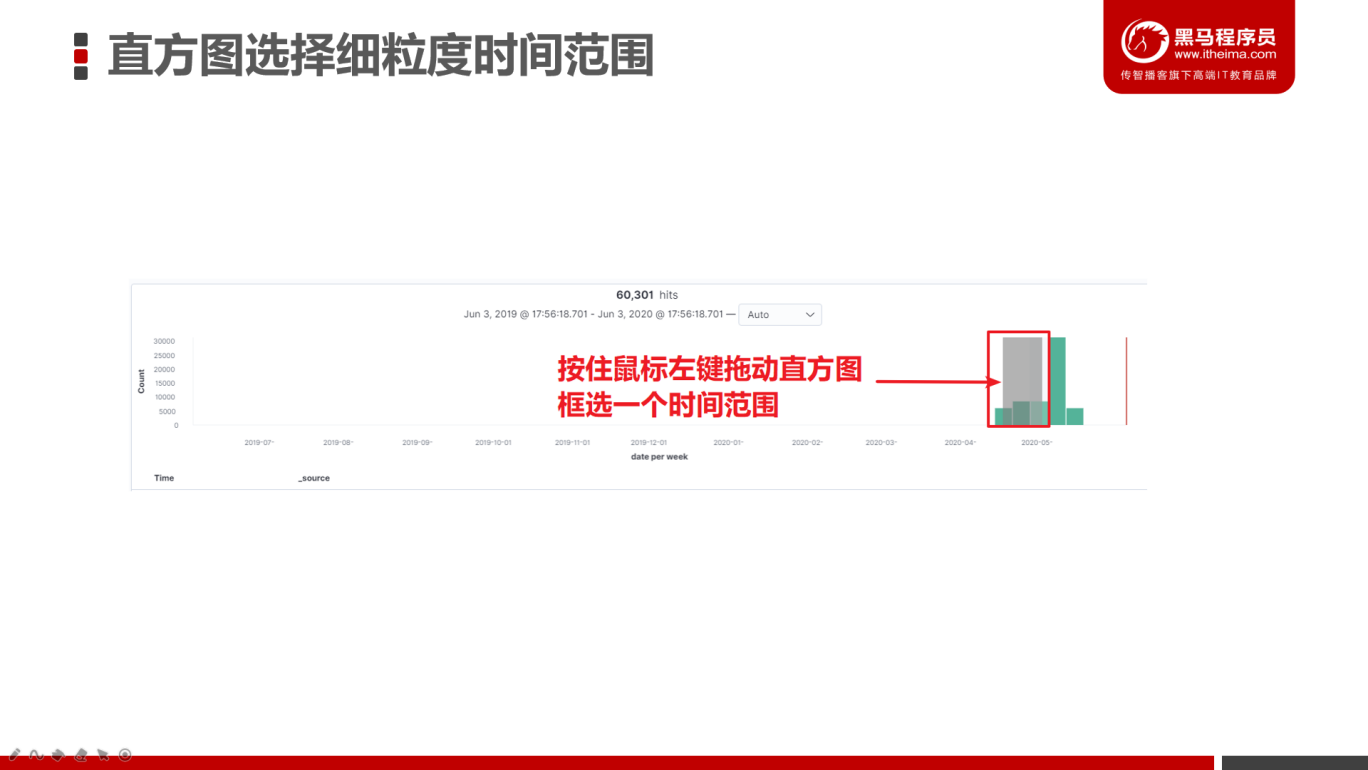 直方图选择细粒度时间范围
黑马程序员
www.itheima.com
传智播客旗下高端IT教育品牌
60,301 hits
Jun 3, 2019 @ 17:56:18.701 - Jun 3, 2020 @ 17:56:18.701 — Auto
30000
25000
20000
15000
10000
5000
0
Count
按住鼠标左键拖动直方图
框选一个时间范围
2019-07- 2019-08- 2019-09- 2019-10-01 2019-11-01 2019-12-01 2020-01- 2020-02- 2020-03- 2020-04- 2020-05-
date per week
Time _source